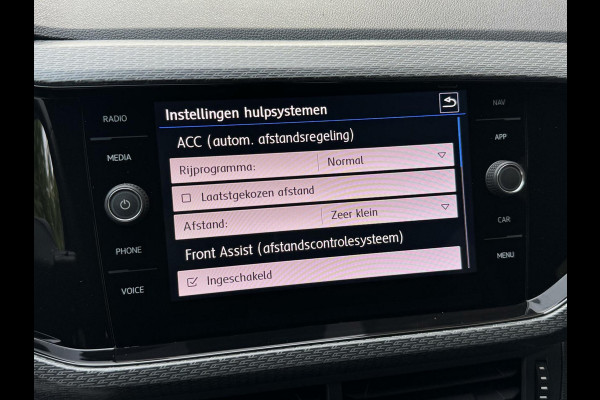 Instellingen hulpsystemen
ACC (autom. afstandsregeling)
Rijprogramma: Normal
Laatstgekozen afstand
Afstand: Zeer klein
Front Assist (afstandscontrolesysteem)
Ingeschakeld
RADIO
MEDIA
PHONE
VOICE
NAV
APP
CAR
MENU